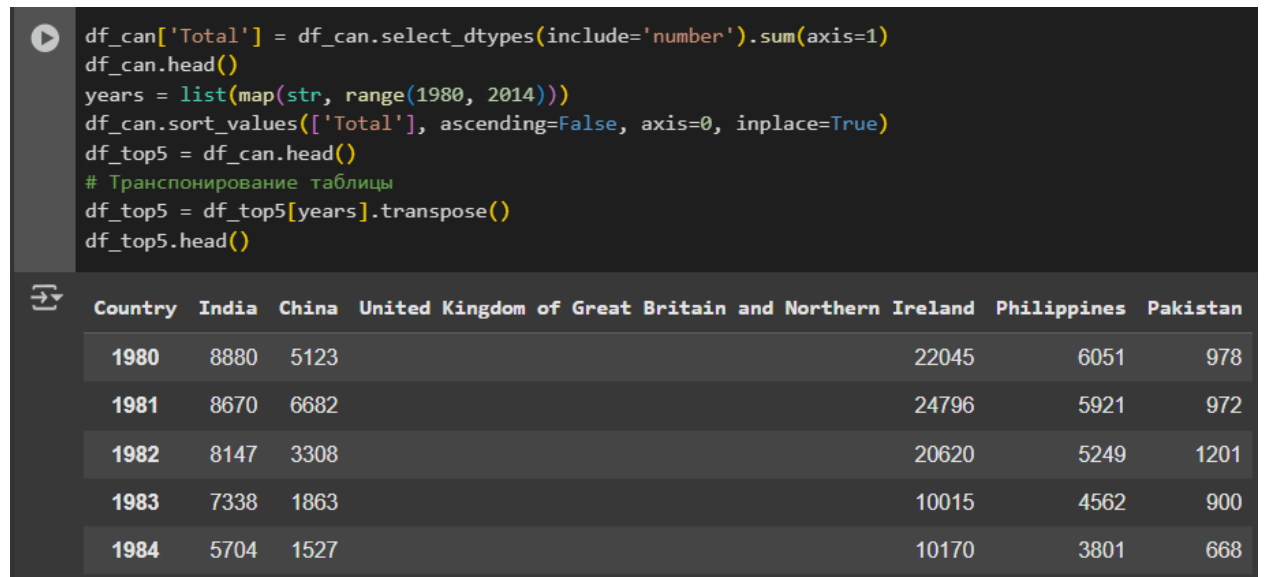 df_can['Total'] = df_can.select_dtypes(include='number').sum(axis=1)
df_can.head()
years = list(map(str, range(1980, 2014)))
df_can.sort_values(['Total'], ascending=False, axis=0, inplace=True)
df_top5 = df_can.head()
# Транспонирование таблицы
df_top5 = df_top5[years].transpose()
df_top5.head()
Country India China United Kingdom of Great Britain and Northern Ireland Philippines Pakistan
1980 8880 5123 22045 6051 978
1981 8670 6682 24796 5921 972
1982 8147 3308 20620 5249 1201
1983 7338 1863 10015 4562 900
1984 5704 1527 10170 3801 668